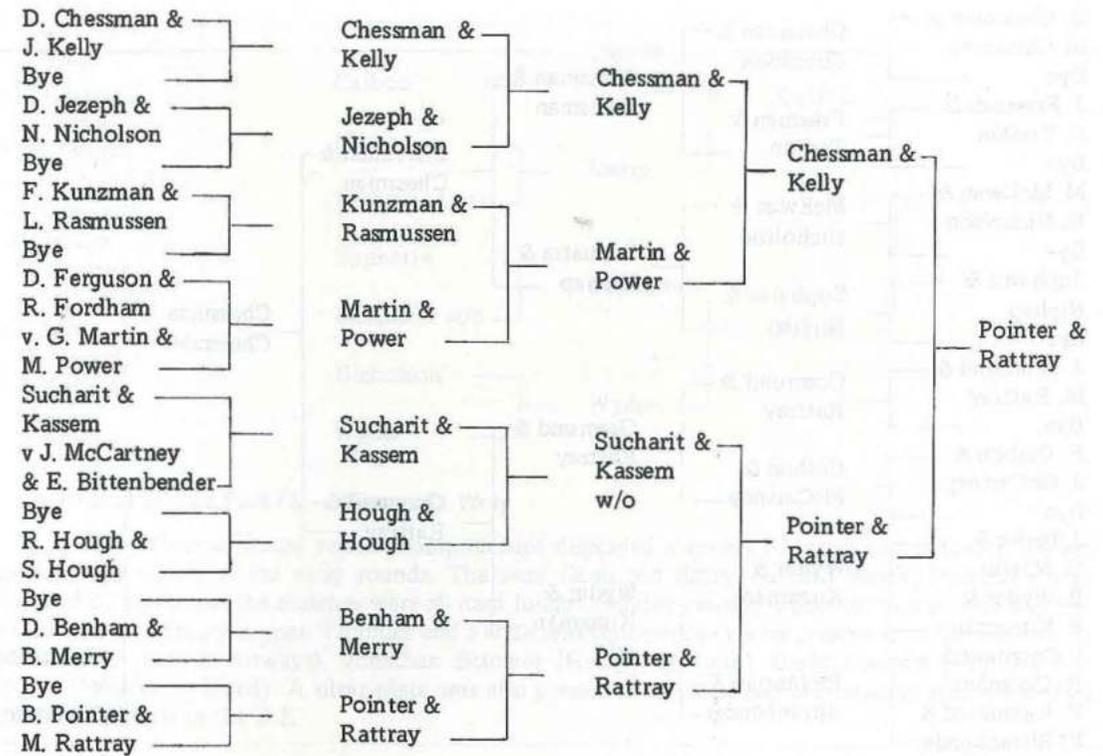 D. Chessman &
J. Kelly
Bye
D. Jezeph &
N. Nicholson
Bye
F. Kunzman &
L. Rasmussen
Bye
D. Ferguson &
R. Fordham
v. G. Martin &
M. Power
Sucharit &
Kassem
v J. McCartney
& E. Bittenbender
Bye
R. Hough &
S. Hough
Bye
D. Benham &
B. Merry
Bye
B. Pointer &
M. Rattray
Chessman &
Kelly
Jezeph &
Nicholson
Kunzman &
Rasmussen
Martin &
Power
Sucharit &
Kassem
Hough &
Hough
Benham &
Merry
Pointer &
Rattray
Chessman &
Kelly
Martin &
Power
Sucharit &
Kassem
w/o
Pointer &
Rattray
Chessman &
Kelly
Pointer &
Rattray
Pointer &
Rattray